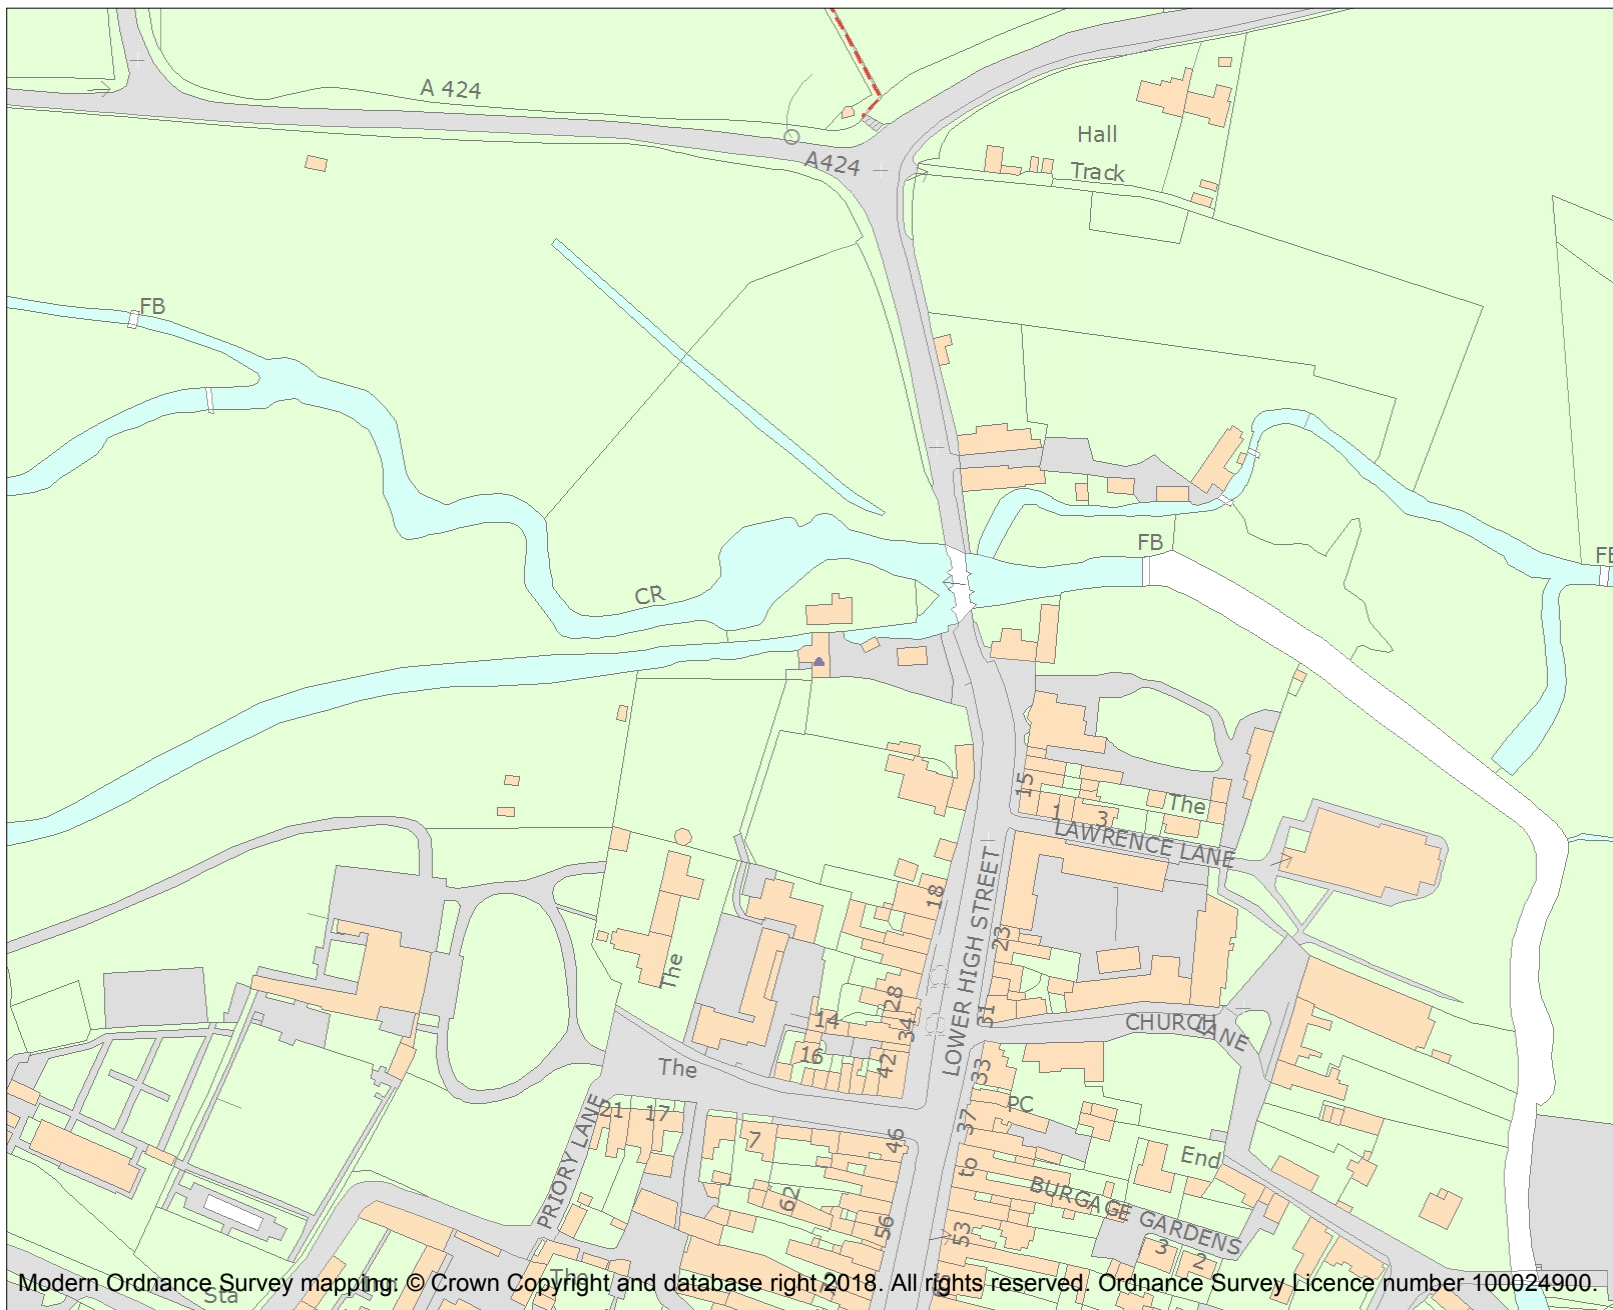 A 424
A424
Hall
Track
FB
FB
FB
CR
15
1
3
The
LAWRENCE LANE
18
LOWER HIGH STREET
23
The
28
31
14
34
CHURCH LANE
16
42
The
33
PC
21
17
37
7
46
PRIORY LANE
to
End
62
BURGAGE GARDENS
56
53
3
2
The
Sta
Modern Ordnance Survey mapping: © Crown Copyright and database right 2018. All rights reserved. Ordnance Survey Licence number 100024900.